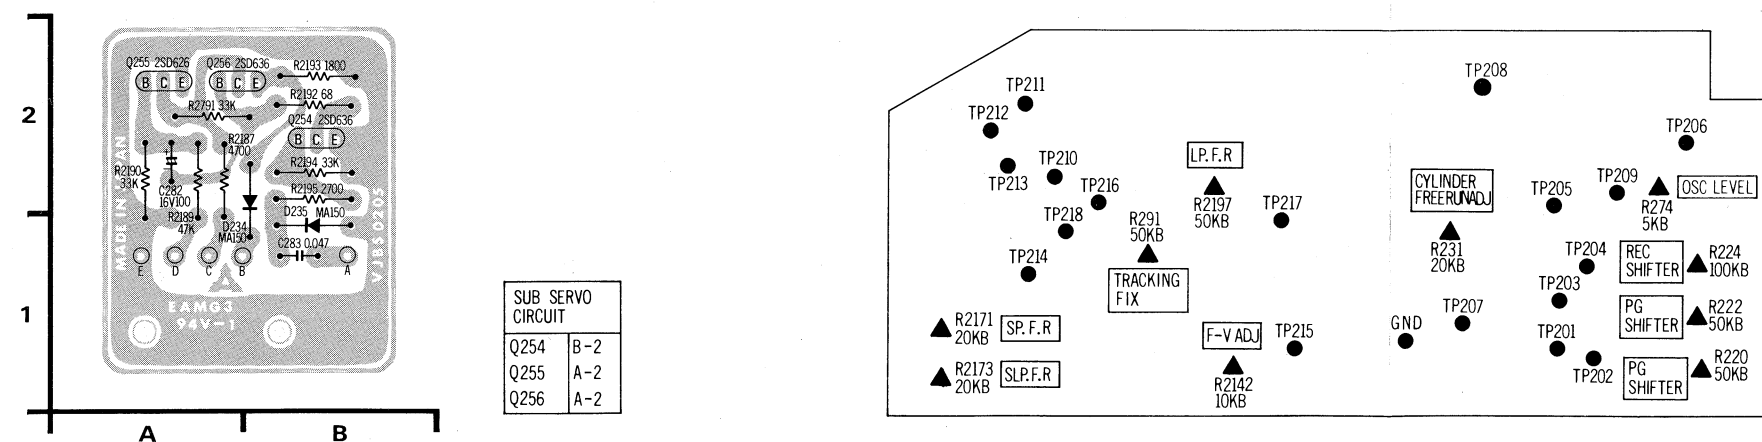 2
1
A
B
Q255 2SD626
Q256 2SD636
R2193 1800
B C E
B C E
R2192 68
R2791 33K
Q254 2SD636
B C E
R2187
4700
R2194 33K
R2190
33K
C282
16V100
R2195 2700
R2189
47K
D234
MA150
D235 MA150
C283 0.047
E
D
C
B
A
A
MADE IN JAPAN
VJBS0205
EAMG3
94V-1
SUB SERVO
CIRCUIT
Q254 B-2
Q255 A-2
Q256 A-2
TP211
TP212
TP213
TP210
TP216
TP218
TP214
R291
50KB
TRACKING
FIX
LP.F.R
R2197
50KB
TP217
R2171
20KB
SP.F.R
R2173
20KB
SLP.F.R
F-V ADJ
R2142
10KB
TP215
TP208
TP206
CYLINDER
FREERUNADJ
R231
20KB
TP205
TP209
R274
5KB
OSC LEVEL
TP204
REC
SHIFTER
R224
100KB
TP203
PG
SHIFTER
R222
50KB
GND
TP207
TP201
TP202
PG
SHIFTER
R220
50KB